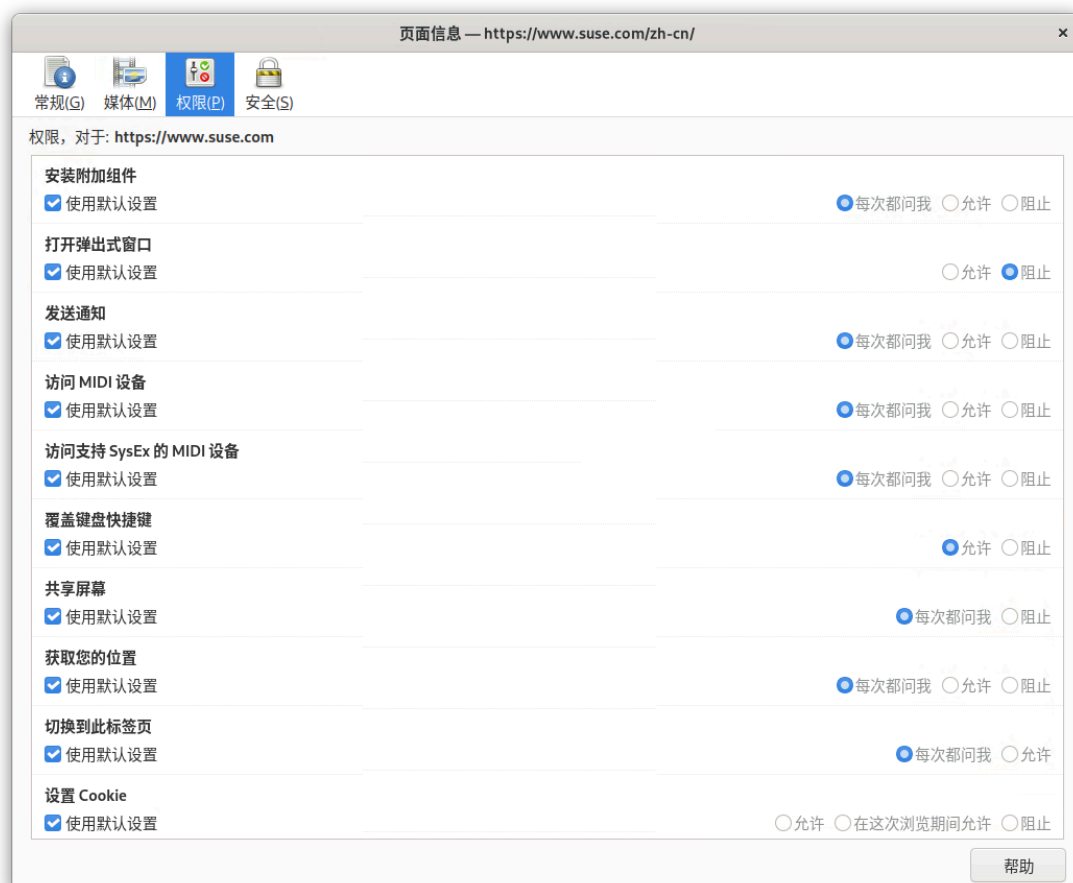 页面信息 — https://www.suse.com/zh-cn/
×
常规(G) 媒体(M) 权限(P) 安全(S)
权限，对于: https://www.suse.com
安装附加组件
使用默认设置 每次都问我 允许 阻止
打开弹出式窗口
使用默认设置 允许 阻止
发送通知
使用默认设置 每次都问我 允许 阻止
访问 MIDI 设备
使用默认设置 每次都问我 允许 阻止
访问支持 SysEx 的 MIDI 设备
使用默认设置 每次都问我 允许 阻止
覆盖键盘快捷键
使用默认设置 允许 阻止
共享屏幕
使用默认设置 每次都问我 阻止
获取您的位置
使用默认设置 每次都问我 允许 阻止
切换到此标签页
使用默认设置 每次都问我 允许
设置 Cookie
使用默认设置 允许 在这次浏览期间允许 阻止
帮助